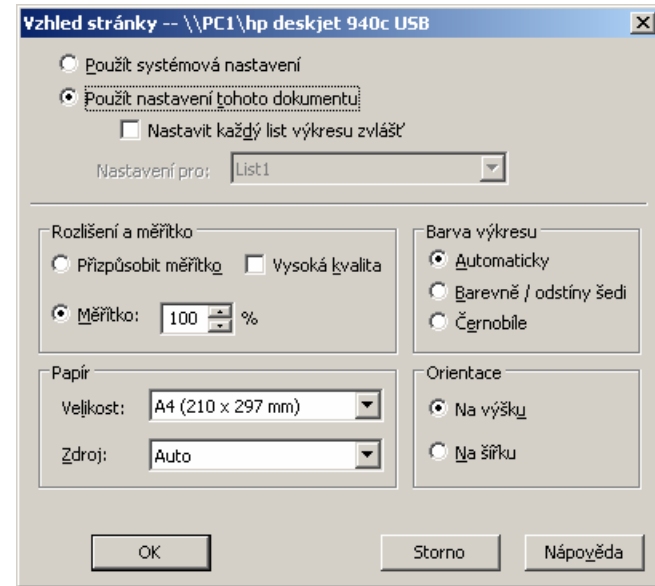 Vzhled stránky -- \\PC1\hp deskjet 940c USB
Použít systémová nastavení
Použít nastavení tohoto dokumentu
Nastavit každý list výkresu zvlášť
Nastavení pro: List1
Rozlišení a měřítko
Přizpůsobit měřítko Vysoká kvalita
Měřítko: 100 %
Barva výkresu
Automaticky
Barevně / odstíny šedi
Černobíle
Papír
Velikost: A4 (210 x 297 mm)
Zdroj: Auto
Orientace
Na výšku
Na šířku
OK Storno Nápověda